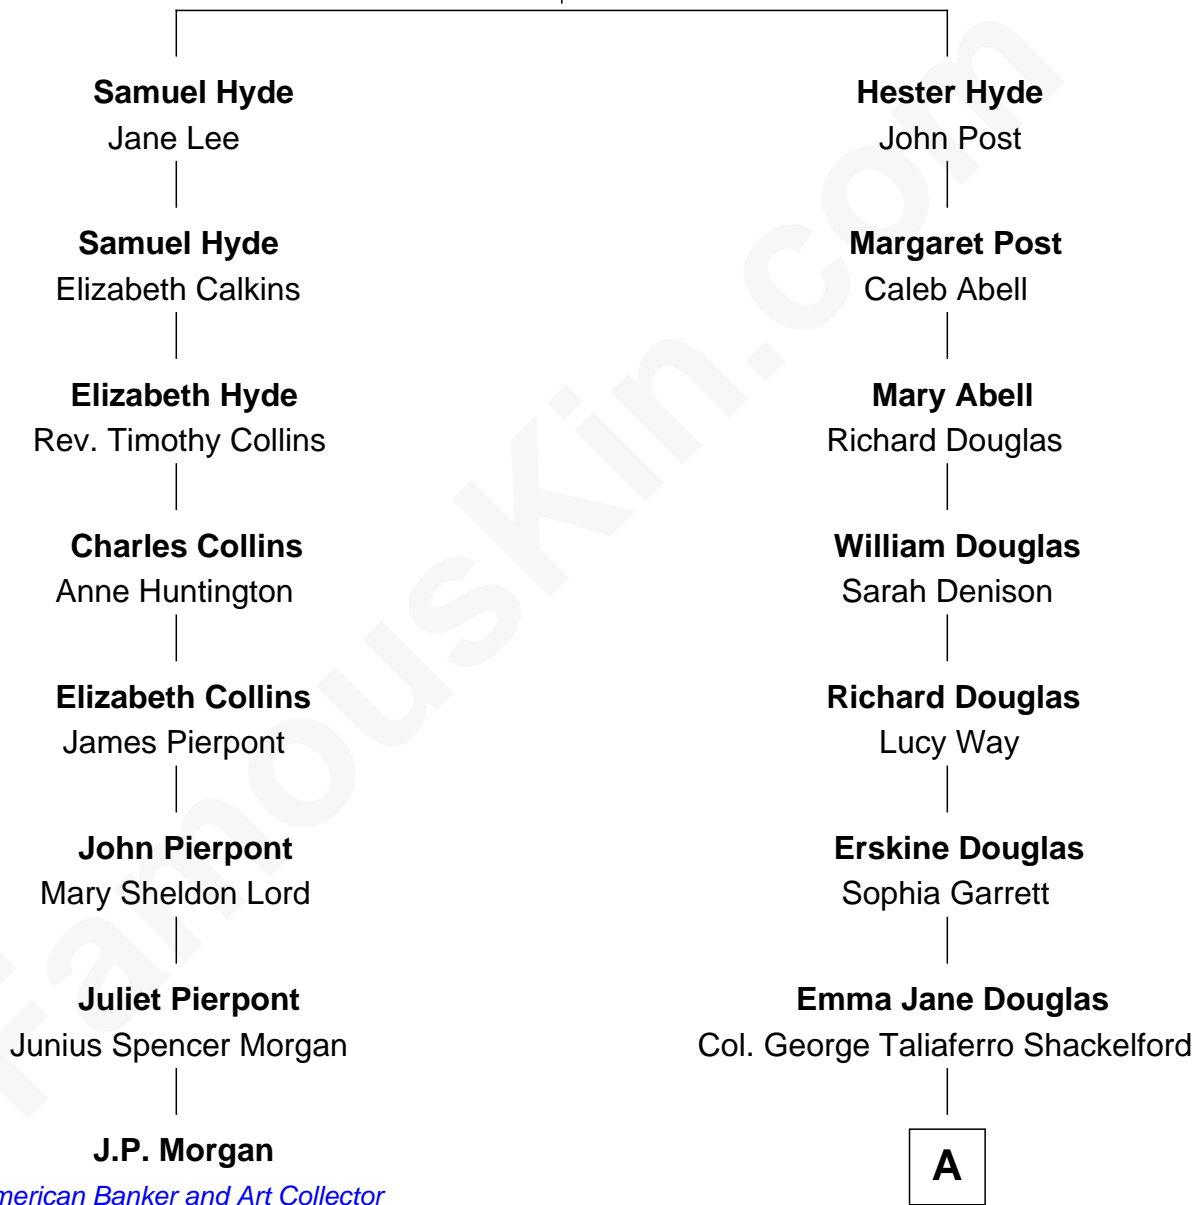 Samuel Hyde
Jane Lee
Samuel Hyde
Elizabeth Calkins
Elizabeth Hyde
Rev. Timothy Collins
Charles Collins
Anne Huntington
Elizabeth Collins
James Pierpont
John Pierpont
Mary Sheldon Lord
Juliet Pierpont
Junius Spencer Morgan
J.P. Morgan
merican Banker and Art Collector
Hester Hyde
John Post
Margaret Post
Caleb Abell
Mary Abell
Richard Douglas
William Douglas
Sarah Denison
Richard Douglas
Lucy Way
Erskine Douglas
Sophia Garrett
Emma Jane Douglas
Col. George Taliaferro Shackelford
A
FamousKin.com